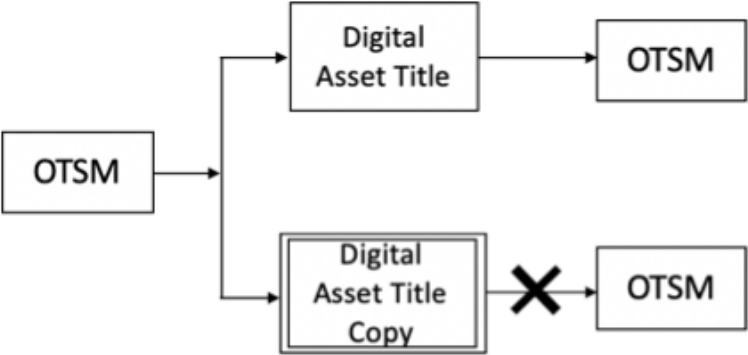 Digital
Asset Title
OTSM
OTSM
Digital
Asset Title
Copy
OTSM